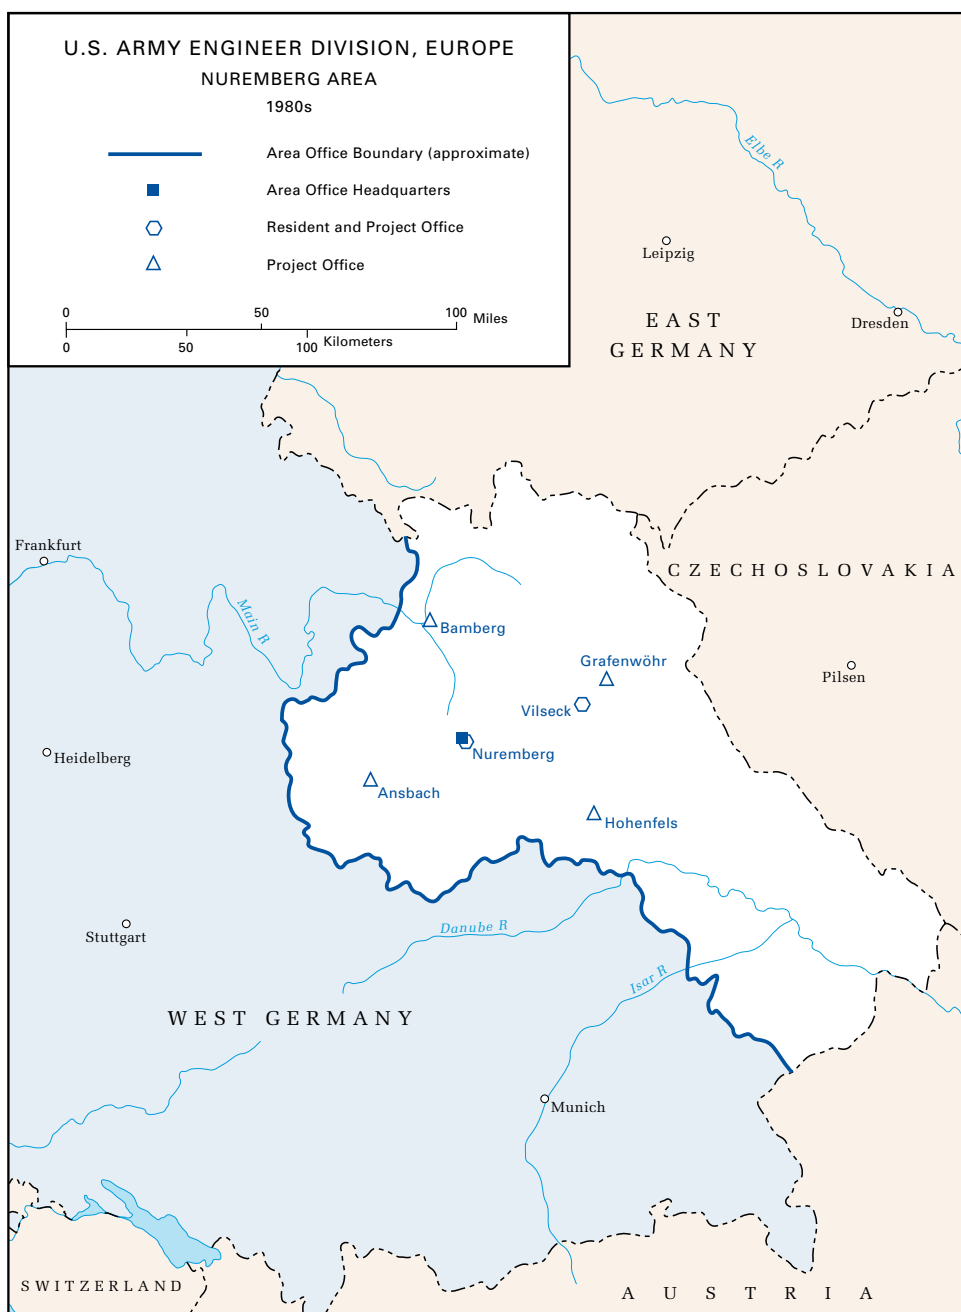 U.S. ARMY ENGINEER DIVISION, EUROPE
NUREMBERG AREA
1980s
Area Office Boundary (approximate)
Area Office Headquarters
Resident and Project Office
Project Office
0 50 100 Miles
0 50 100 Kilometers
Elbe R
Leipzig
Dresden
EAST
GERMANY
Frankfurt
CZECHOSLOVAKIA
Main R
Bamberg
Grafenwöhr
Pilsen
Vilseck
Heidelberg
Nuremberg
Ansbach
Hohenfels
Stuttgart
Danube R
Isar R
WEST GERMANY
Munich
SWITZERLAND
AUSTRIA